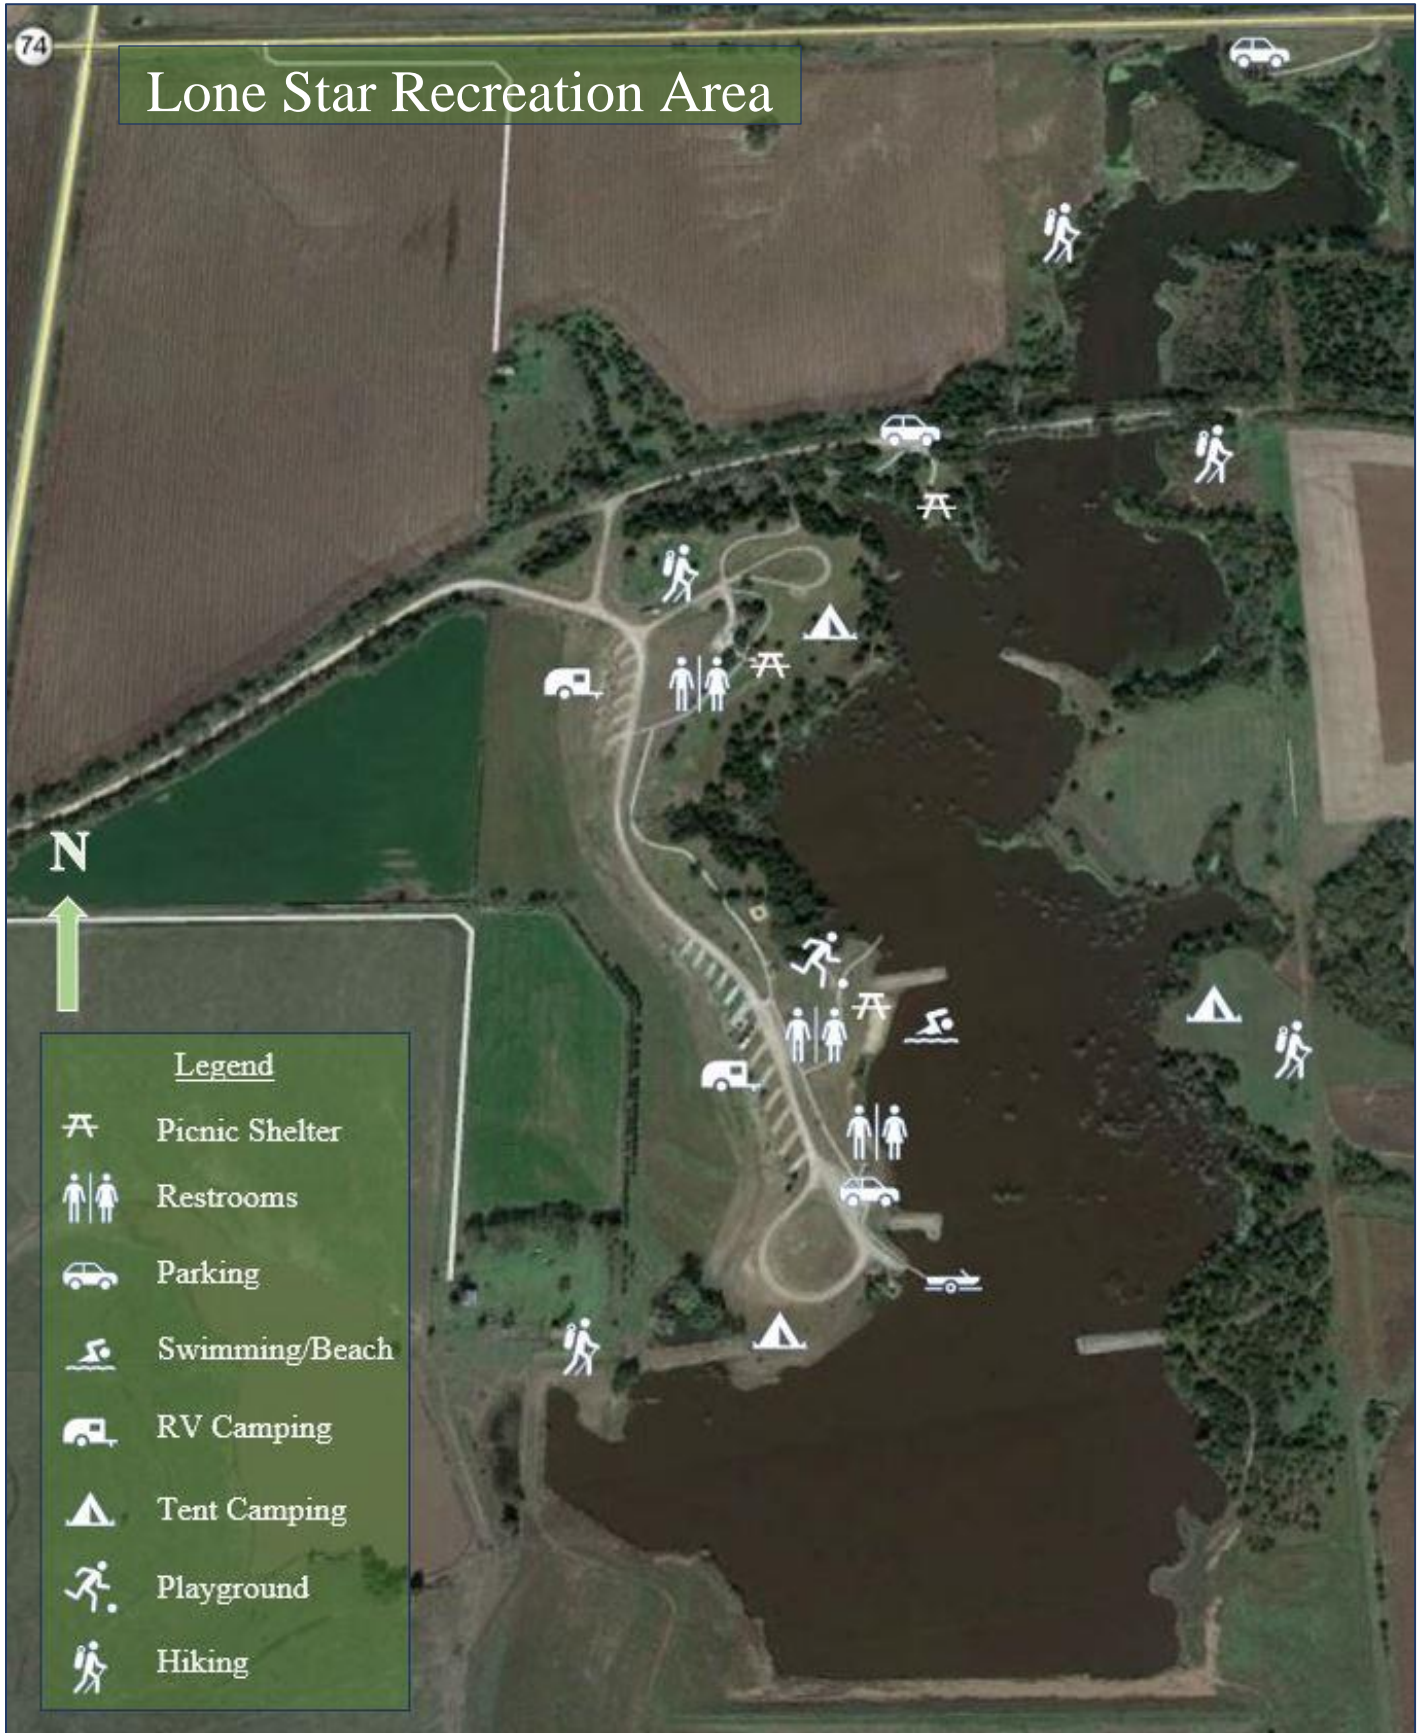 74
Lone Star Recreation Area
N
Legend
Picnic Shelter
Restrooms
Parking
Swimming/Beach
RV Camping
Tent Camping
Playground
Hiking